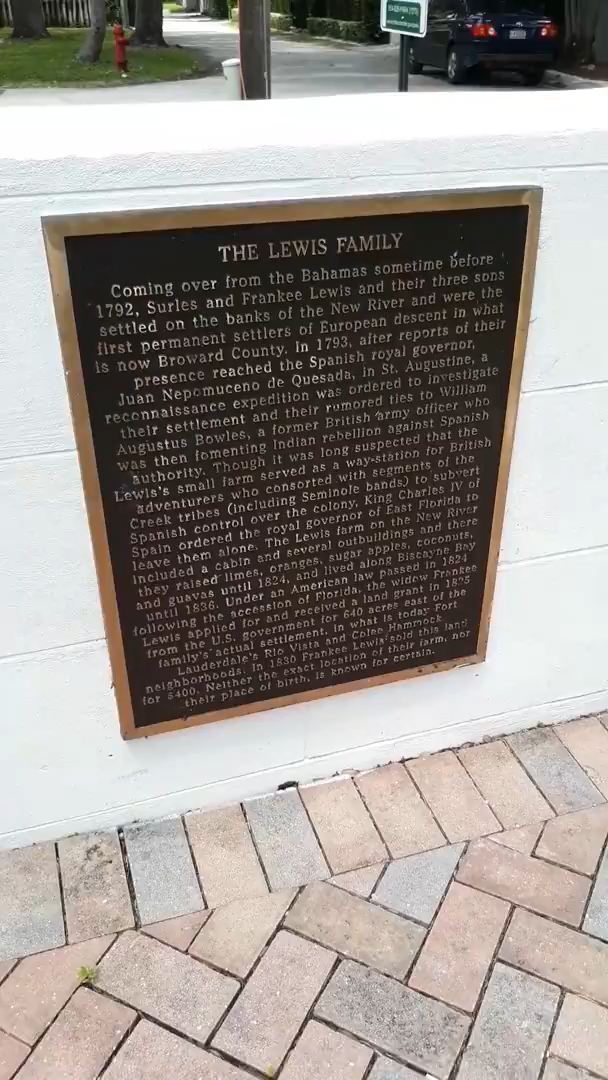 THE LEWIS FAMILY
Coming over from the Bahamas sometime before
1792, Surles and Frankee Lewis and their three sons
settled on the banks of the New River and were the
first permanent settlers of European descent in what
is now Broward County. In 1793, after reports of their
presence reached the Spanish royal governor,
Juan Nepomuceno de Quesada, in St. Augustine, a
reconnaissance expedition was ordered to investigate
their settlement and their rumored ties to William
Augustus Bowles, a former British army officer who
was then fomenting Indian rebellion against Spanish
authority. Though it was long suspected that the
Lewis's small farm served as a way-station for British
adventurers who consorted with segments of the
Creek tribes (including Seminole bands) to subvert
Spanish control over the colony, King Charles IV of
Spain ordered the royal governor of East Florida to
leave them alone. The Lewis farm on the New River
included a cabin and several outbuildings and there
they raised limes, oranges, sugar apples, coconuts,
and guavas until 1824, and lived along Biscayne Bay
until 1836. Under an American law passed in 1824
following the accession of Florida, the widow Frankee
Lewis applied for and received a land grant in 1825
from the U.S. government for 640 acres east of the
family's actual settlement, in what is today Fort
Lauderdale's Rio Vista and Colee Hammock
neighborhoods. In 1830 Frankee Lewis sold this land
for $400. Neither the exact location of their farm, nor
their place of birth, is known for certain.